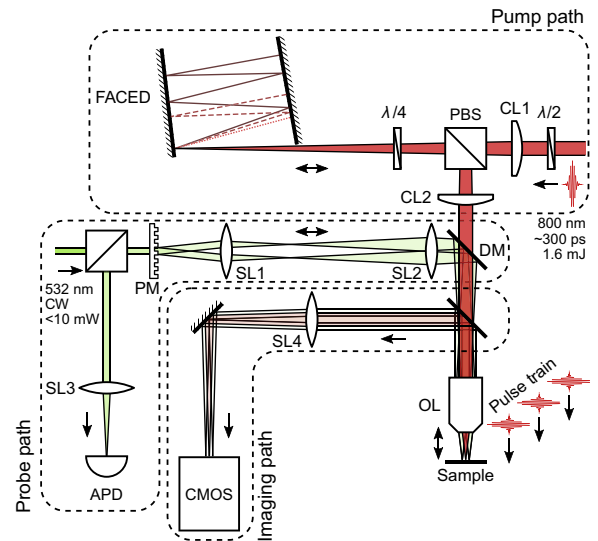 Pump path
FACED
λ/4
PBS
CL1
λ/2
CL2
800 nm
~300 ps
1.6 mJ
DM
PM
SL1
SL2
532 nm
CW
<10 mW
SL4
SL3
OL
Pulse train
APD
CMOS
Sample
Probe path
Imaging path